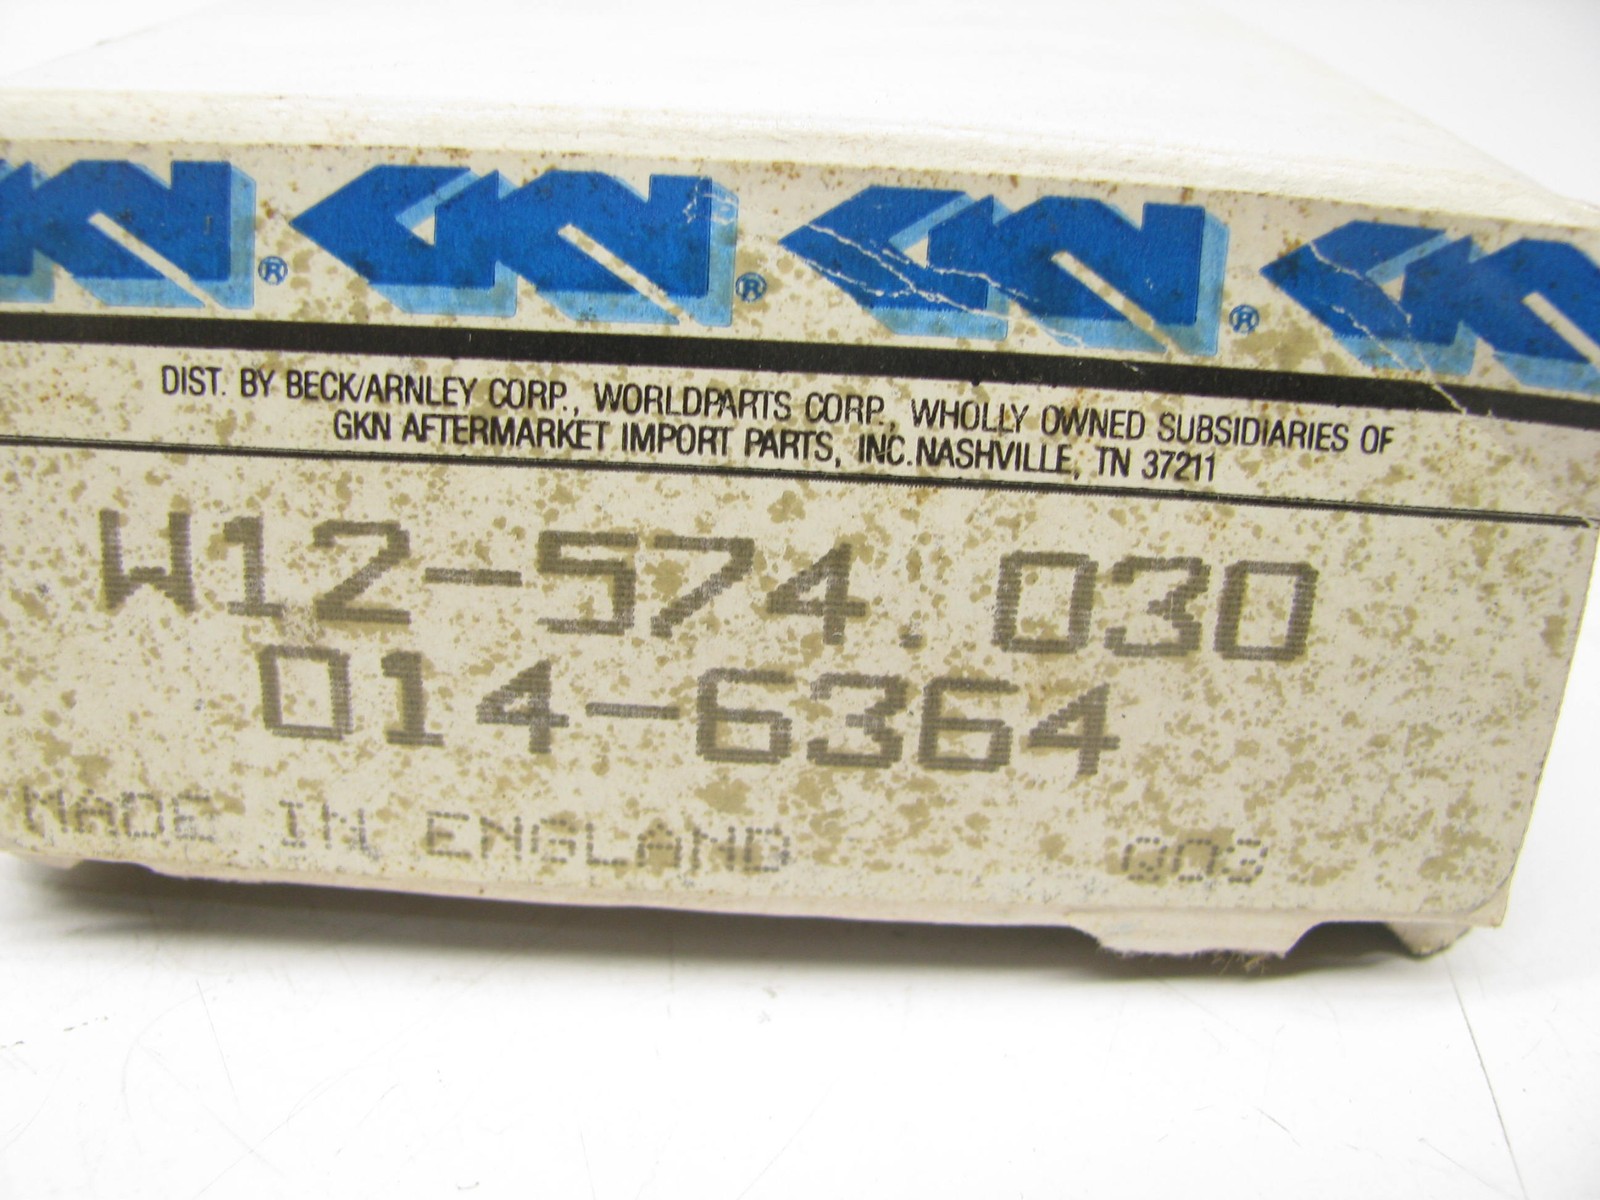 GKN® GKN® GKN® GKN
DIST. BY BECK/ARNLEY CORP., WORLDPARTS CORP., WHOLLY OWNED SUBSIDIARIES OF
GKN AFTERMARKET IMPORT PARTS, INC. NASHVILLE, TN 37211
W12-574.030
014-6364
MADE IN ENGLAND 003